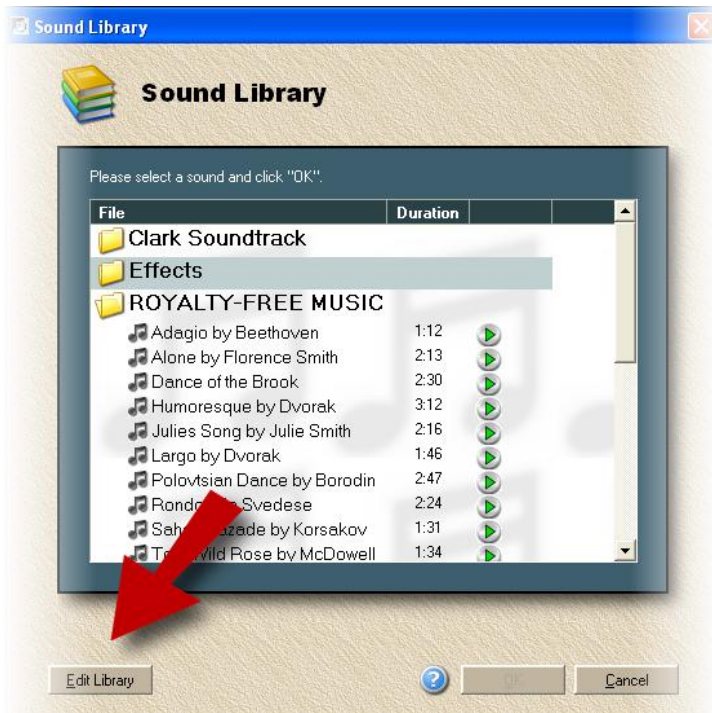 Sound Library
Sound Library
Please select a sound and click "OK".
File Duration
Clark Soundtrack
Effects
ROYALTY-FREE MUSIC
Adagio by Beethoven 1:12
Alone by Florence Smith 2:13
Dance of the Brook 2:30
Humoresque by Dvorak 3:12
Julies Song by Julie Smith 2:16
Largo by Dvorak 1:46
Polovtsian Dance by Borodin 2:47
Svedese 2:24
by Korsakov 1:31
Wild Rose by McDowell 1:34
Edit Library ? OK Cancel